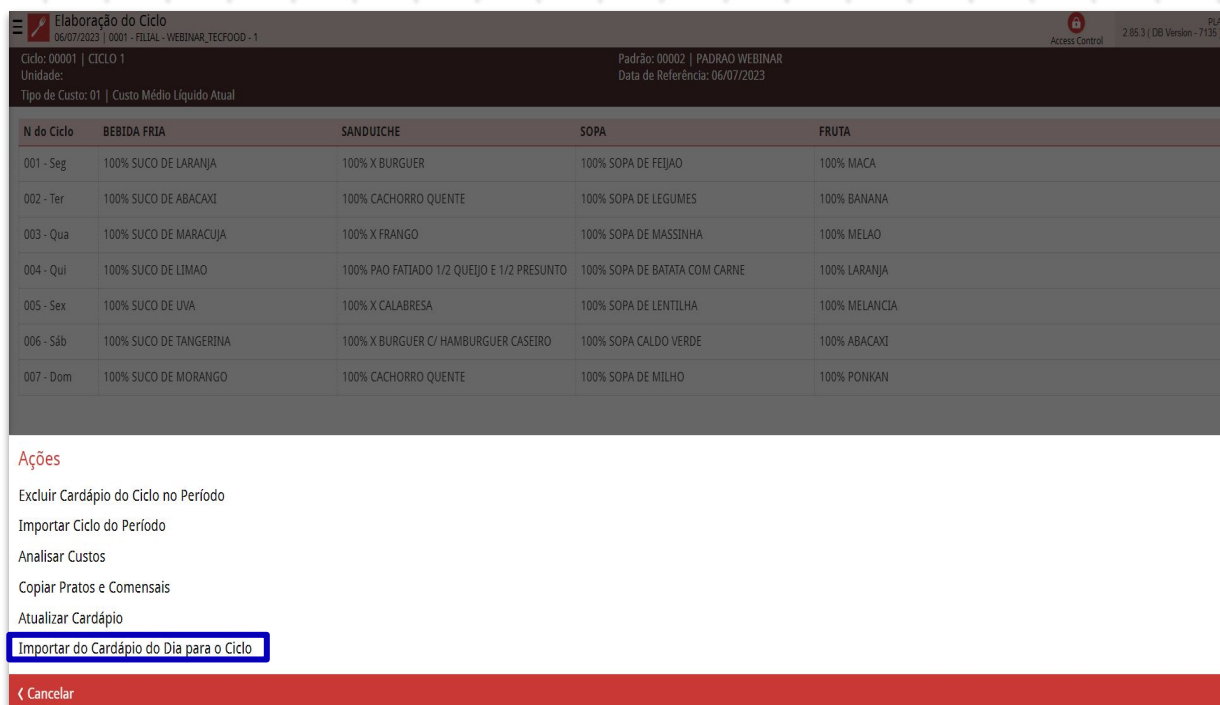 Elaboração do Ciclo
06/07/2023 | 0001 - FILIAL - WEBINAR_TECFOOD - 1
Access Control
PLA
2.85.3 ( DB Version - 7135
Ciclo: 00001 | CICLO 1
Padrão: 00002 | PADRAO WEBINAR
Unidade:
Data de Referência: 06/07/2023
Tipo de Custo: 01 | Custo Médio Líquido Atual
N do Ciclo BEBIDA FRIA SANDUICHE SOPA FRUTA
001 - Seg 100% SUCO DE LARANJA 100% X BURGUER 100% SOPA DE FEIJAO 100% MACA
002 - Ter 100% SUCO DE ABACAXI 100% CACHORRO QUENTE 100% SOPA DE LEGUMES 100% BANANA
003 - Qua 100% SUCO DE MARACUJA 100% X FRANGO 100% SOPA DE MASSINHA 100% MELAO
004 - Qui 100% SUCO DE LIMAO 100% PAO FATIADO 1/2 QUEIJO E 1/2 PRESUNTO 100% SOPA DE BATATA COM CARNE 100% LARANJA
005 - Sex 100% SUCO DE UVA 100% X CALABRESA 100% SOPA DE LENTILHA 100% MELANCIA
006 - Sáb 100% SUCO DE TANGERINA 100% X BURGUER C/ HAMBURGUER CASEIRO 100% SOPA CALDO VERDE 100% ABACAXI
007 - Dom 100% SUCO DE MORANGO 100% CACHORRO QUENTE 100% SOPA DE MILHO 100% PONKAN
Ações
Excluir Cardápio do Ciclo no Período
Importar Ciclo do Período
Analisar Custos
Copiar Pratos e Comensais
Atualizar Cardápio
Importar do Cardápio do Dia para o Ciclo
Cancelar